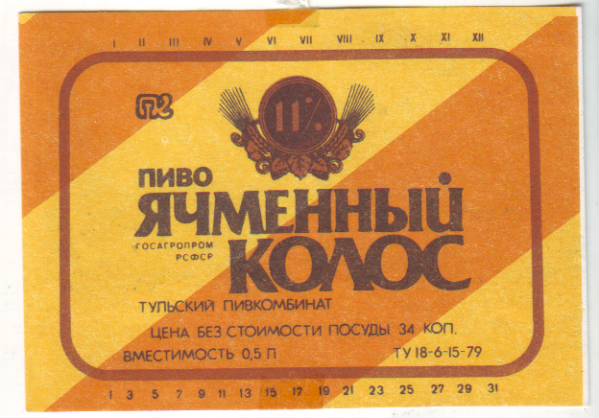 I II III IV V VI VII VIII IX X XI XII
11%
ПИВО
ЯЧМЕННЫЙ
ГОСАГРОПРОМ
РСФСР
КОЛОС
ТУЛЬСКИЙ ПИВКОМБИНАТ
ЦЕНА БЕЗ СТОИМОСТИ ПОСУДЫ 34 КОП.
ВМЕСТИМОСТЬ 0,5 Л ТУ 18-6-15-79
1 3 5 7 9 11 13 15 17 19 21 23 25 27 29 31